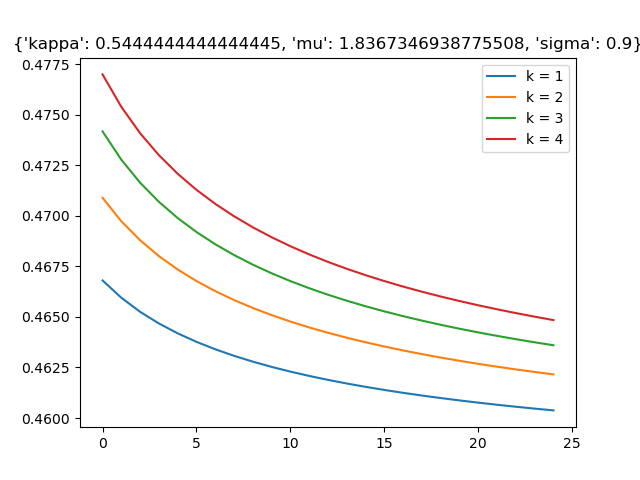 {'kappa': 0.5444444444444445, 'mu': 1.8367346938775508, 'sigma': 0.9}
0.4775
0.4750
0.4725
0.4700
0.4675
0.4650
0.4625
0.4600
k = 1
k = 2
k = 3
k = 4
0 5 10 15 20 25